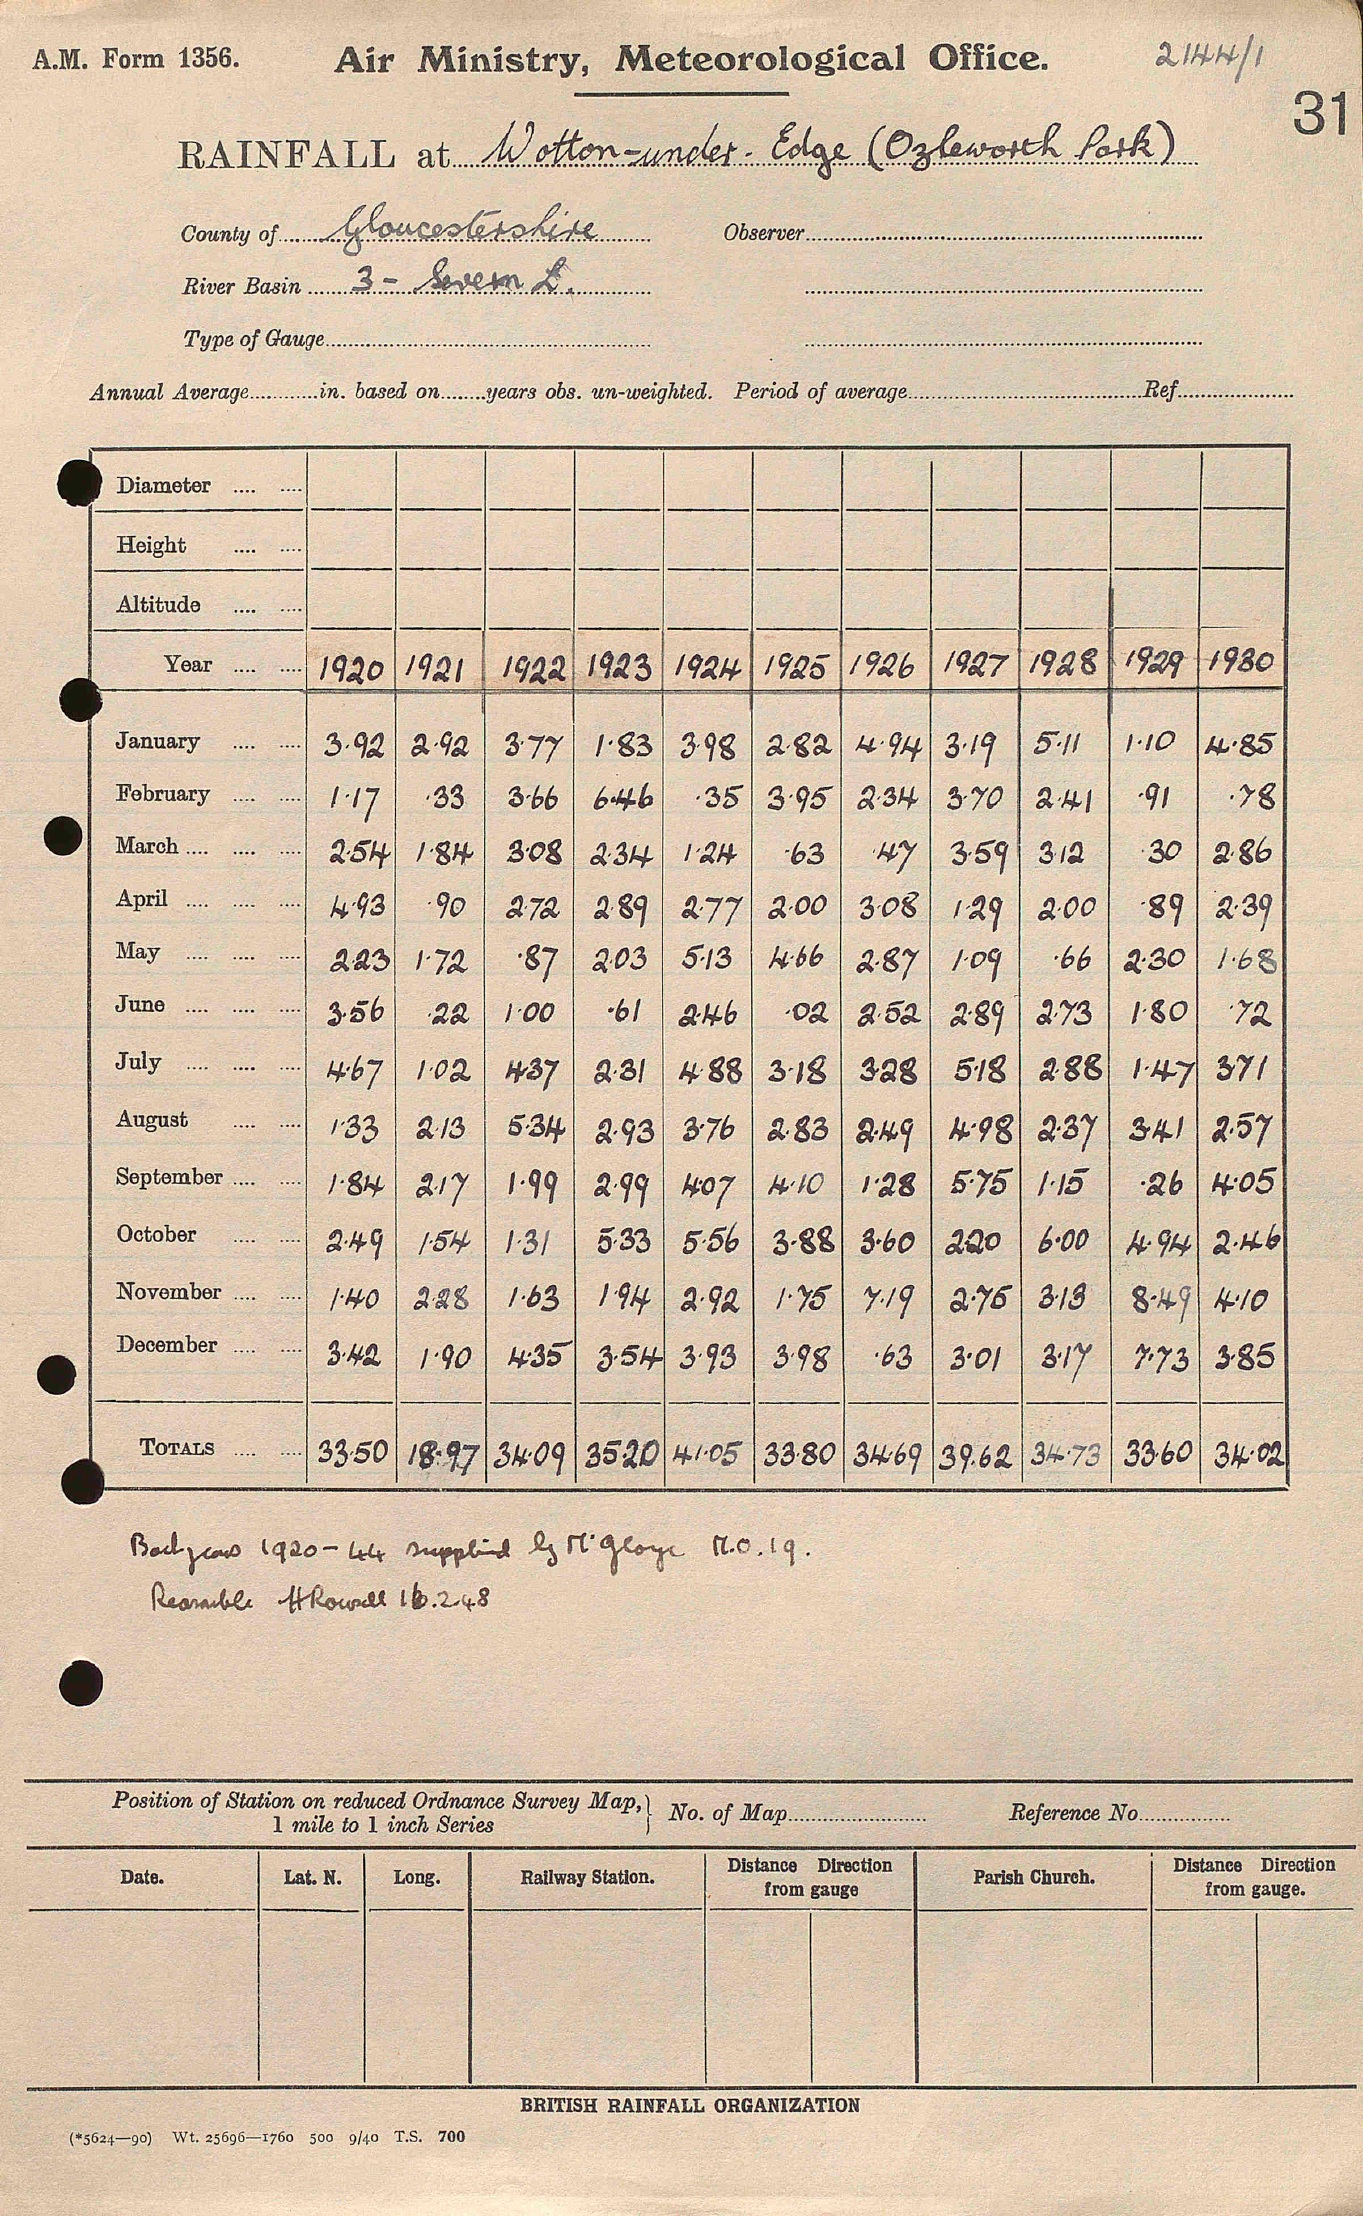 A.M. Form 1356. Air Ministry, Meteorological Office. 2144/1
31
RAINFALL at Wotton-under-Edge (Ozleworth Park)
County of Gloucestershire Observer
River Basin 3 - Severn L.
Type of Gauge
Annual Average in. based on years obs. un-weighted. Period of average Ref
Diameter
Height
Altitude
Year 1920 1921 1922 1923 1924 1925 1926 1927 1928 1929 1930
January 3.92 2.92 3.77 1.83 3.98 2.82 4.94 3.19 5.11 1.10 4.85
February 1.17 .33 3.66 6.46 .35 3.95 2.34 3.70 2.41 .91 .78
March 2.54 1.84 3.08 2.34 1.24 .63 .47 3.59 3.12 .30 2.86
April 4.93 .90 2.72 2.89 2.77 2.00 3.08 1.29 2.00 .89 2.39
May 2.23 1.72 .87 2.03 5.13 4.66 2.87 1.09 .66 2.30 1.68
June 3.56 .22 1.00 .61 2.46 .02 2.52 2.89 2.73 1.80 .72
July 4.67 1.02 4.37 2.31 4.88 3.18 3.28 5.18 2.88 1.47 3.71
August 1.33 2.13 5.34 2.93 3.76 2.83 2.49 4.98 2.37 3.41 2.57
September 1.84 2.17 1.99 2.99 4.07 4.10 1.28 5.75 1.15 .26 4.05
October 2.49 1.54 1.31 5.33 5.56 3.88 3.60 2.20 6.00 4.94 2.46
November 1.40 2.28 1.63 1.94 2.92 1.75 7.19 2.75 3.13 8.49 4.10
December 3.42 1.90 4.35 3.54 3.93 3.98 .63 3.01 3.17 7.73 3.85
TOTALS 33.50 18.97 34.09 35.20 41.05 33.80 34.69 39.62 34.73 33.60 34.02
Back years 1920-44 supplied by Mr M.O.19.
HRowsell 16.2.48
Position of Station on reduced Ordnance Survey Map, 1 mile to 1 inch Series } No. of Map Reference No
Date. Lat. N. Long. Railway Station. Distance Direction from gauge Parish Church. Distance Direction from gauge.
BRITISH RAINFALL ORGANIZATION
(*5624—90) Wt. 25696—1760 500 9/40 T.S. 700